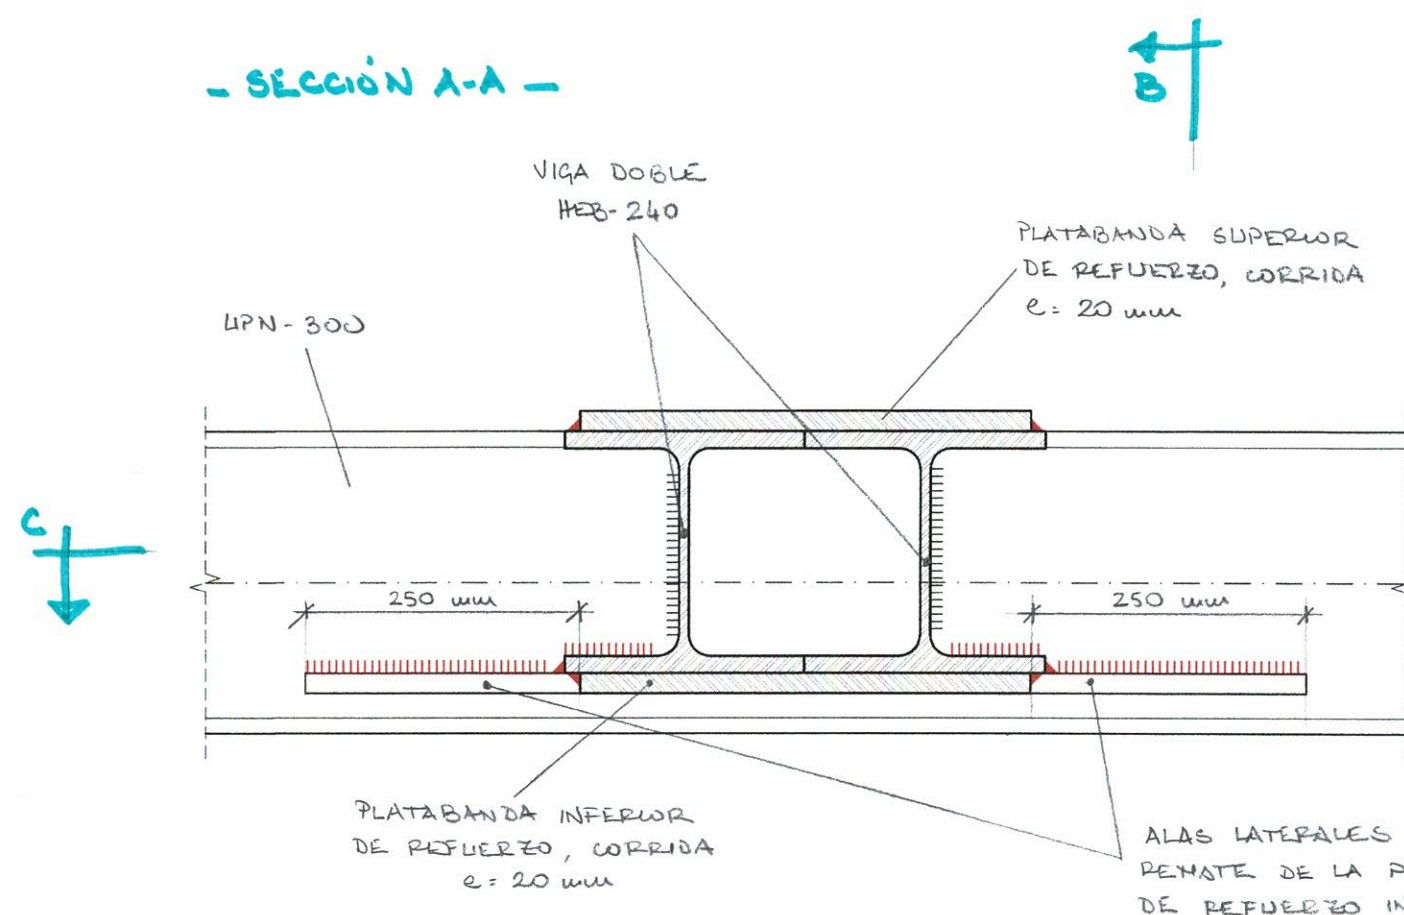 - SECCIÓN A-A -
B
VIGA DOBLE
HEB-240
PLATABANDA SUPERIOR
DE REFUERZO, CORRIDA
e= 20 mm
UPN-300
C
250 mm
250 mm
PLATABANDA INFERIOR
DE REFUERZO, CORRIDA
e= 20 mm
ALAS LATERALES
REMATE DE LA P
DE REFUERZO IN